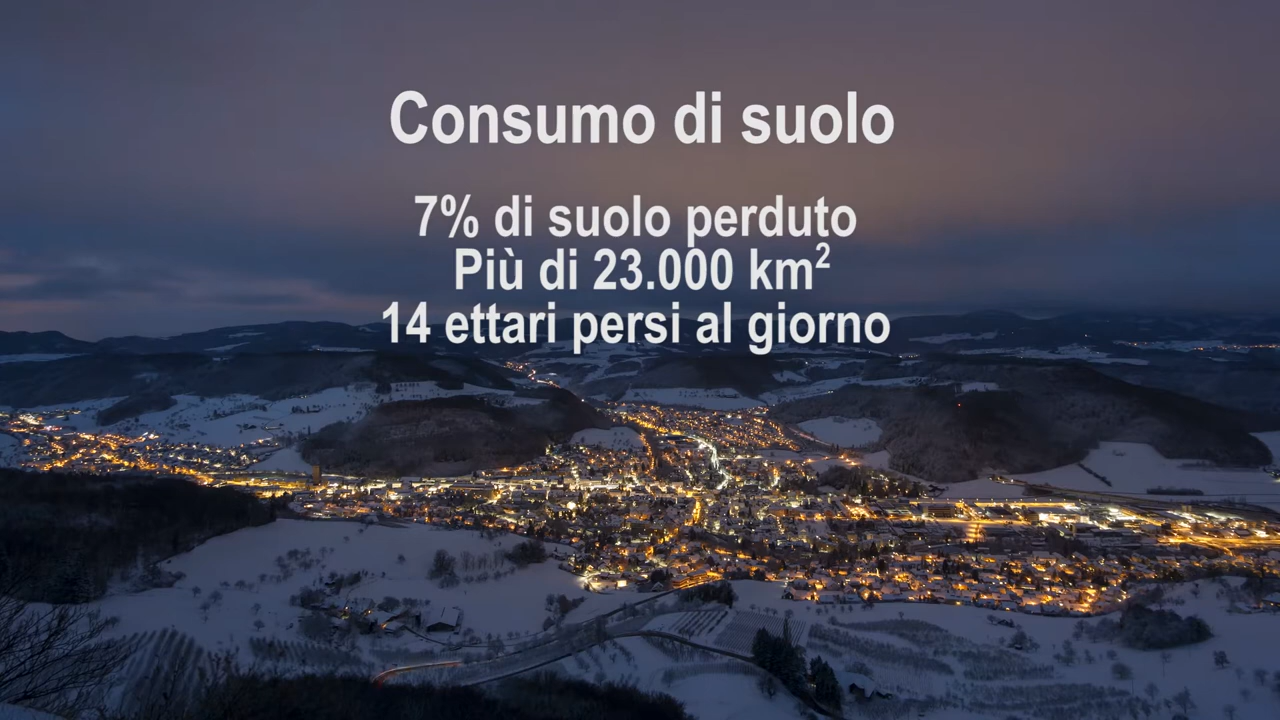 Consumo di suolo
7% di suolo perduto
Più di 23.000 km²
14 ettari persi al giorno